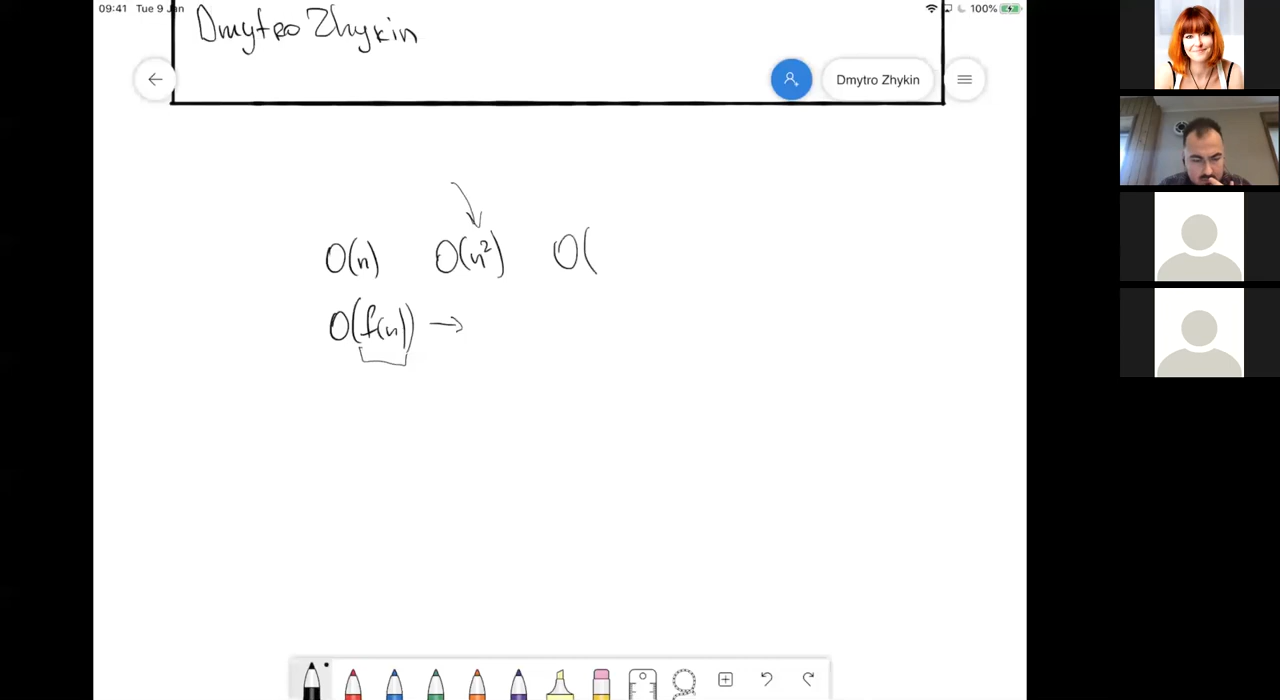 09:41 Tue 9 Jan 100%
Dmytro Zhykin
Dmytro Zhykin
O(n) O(n²) O(
O(f(n)) →